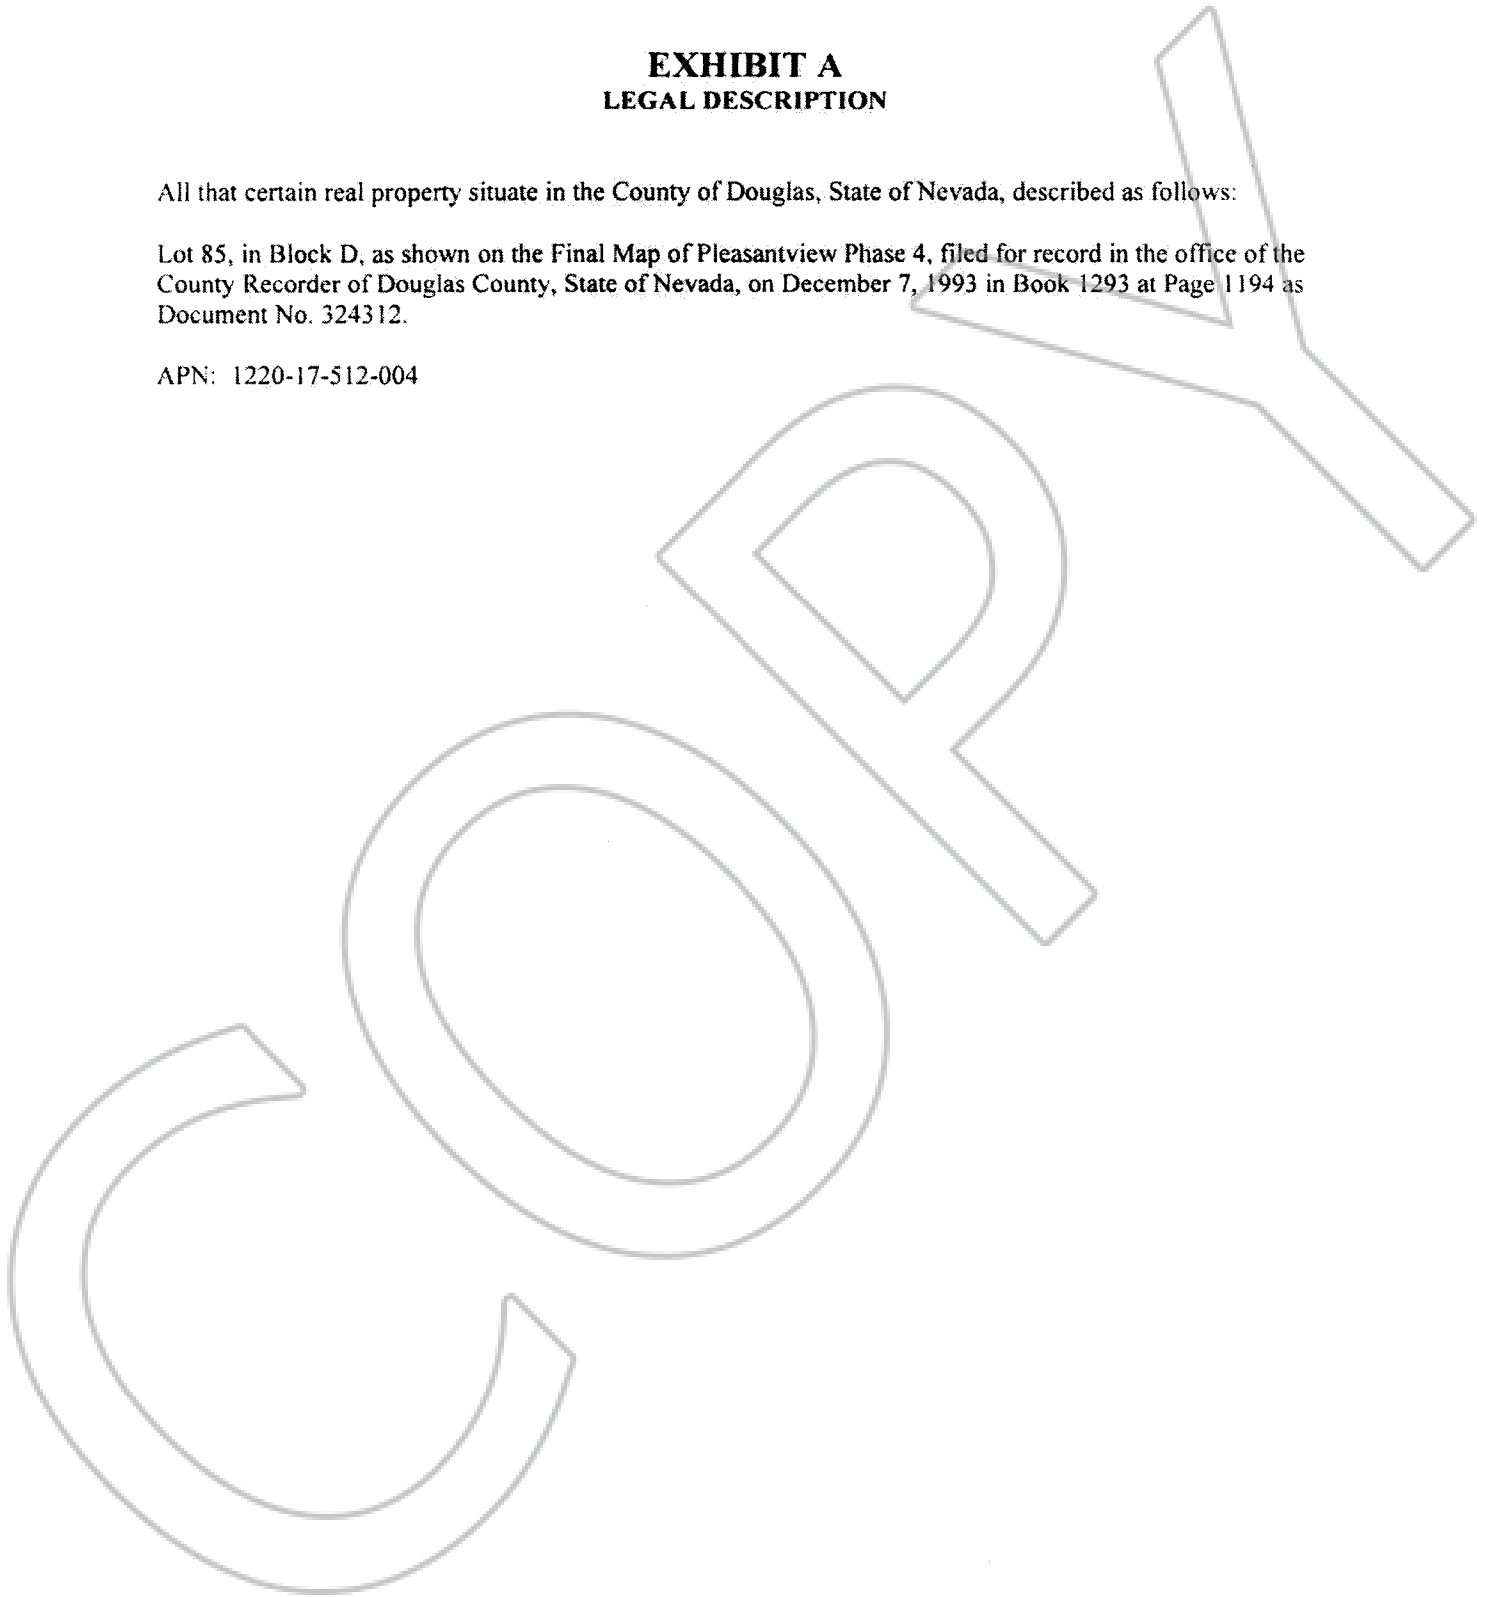 EXHIBIT A
LEGAL DESCRIPTION
All that certain real property situate in the County of Douglas, State of Nevada, described as follows:
Lot 85, in Block D, as shown on the Final Map of Pleasantview Phase 4, filed for record in the office of the
County Recorder of Douglas County, State of Nevada, on December 7, 1993 in Book 1293 at Page 1194 as
Document No. 324312.
APN: 1220-17-512-004
COPY